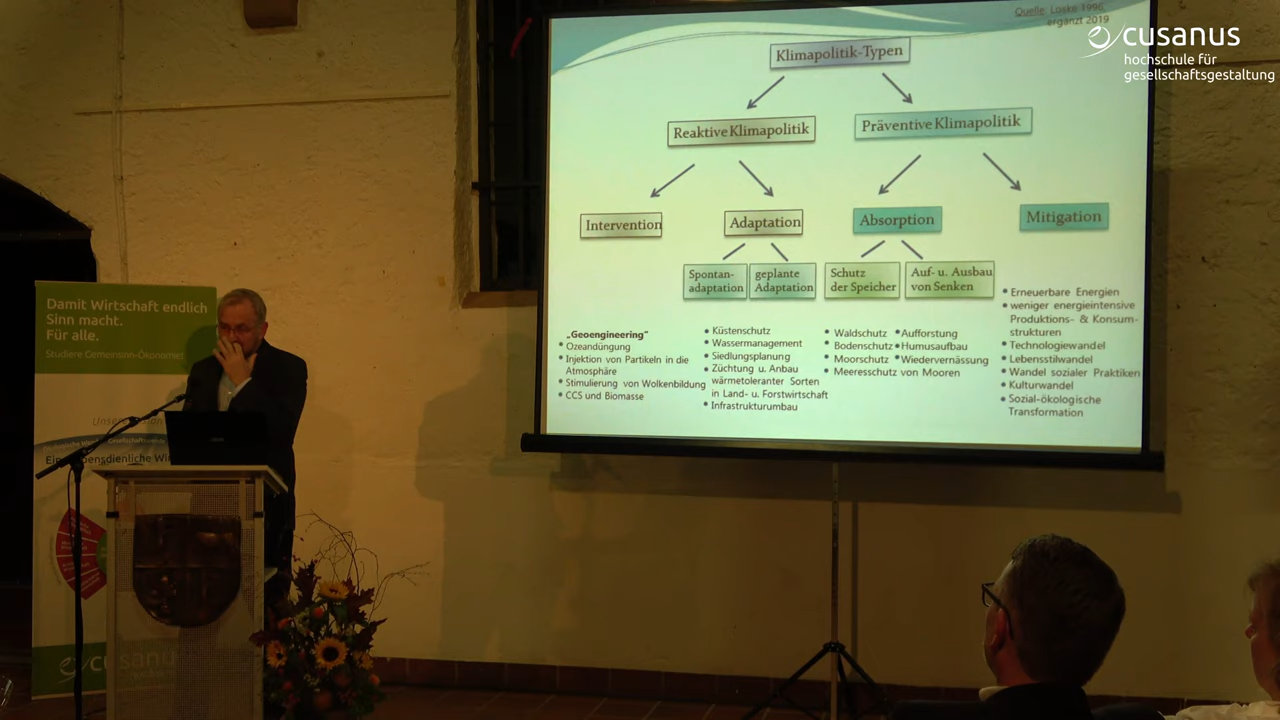 Quelle: Loske 1996,
ergänzt 2019
cusanus
hochschule für
gesellschaftsgestaltung
Klimapolitik-Typen
Reaktive Klimapolitik
Präventive Klimapolitik
Intervention
Adaptation
Absorption
Mitigation
Spontan-
adaptation
geplante
Adaptation
Schutz
der Speicher
Auf- u. Ausbau
von Senken
„Geoengineering“
• Ozeandüngung
• Injektion von Partikeln in die
Atmosphäre
• Stimulierung von Wolkenbildung
• CCS und Biomasse
• Küstenschutz
• Wassermanagement
• Siedlungsplanung
• Züchtung u. Anbau
wärmetoleranter Sorten
in Land- u. Forstwirtschaft
• Infrastrukturumbau
• Waldschutz
• Bodenschutz
• Moorschutz
• Meeresschutz von Mooren
• Aufforstung
• Humusaufbau
• Wiedervernässung
• Erneuerbare Energien
• weniger energieintensive
Produktions- & Konsum-
strukturen
• Technologiewandel
• Lebensstilwandel
• Wandel sozialer Praktiken
• Kulturwandel
• Sozial-ökologische
Transformation
Damit Wirtschaft endlich
Sinn macht.
Für alle.
Studiere Gemeinsinn-Ökonomie!
cusanus